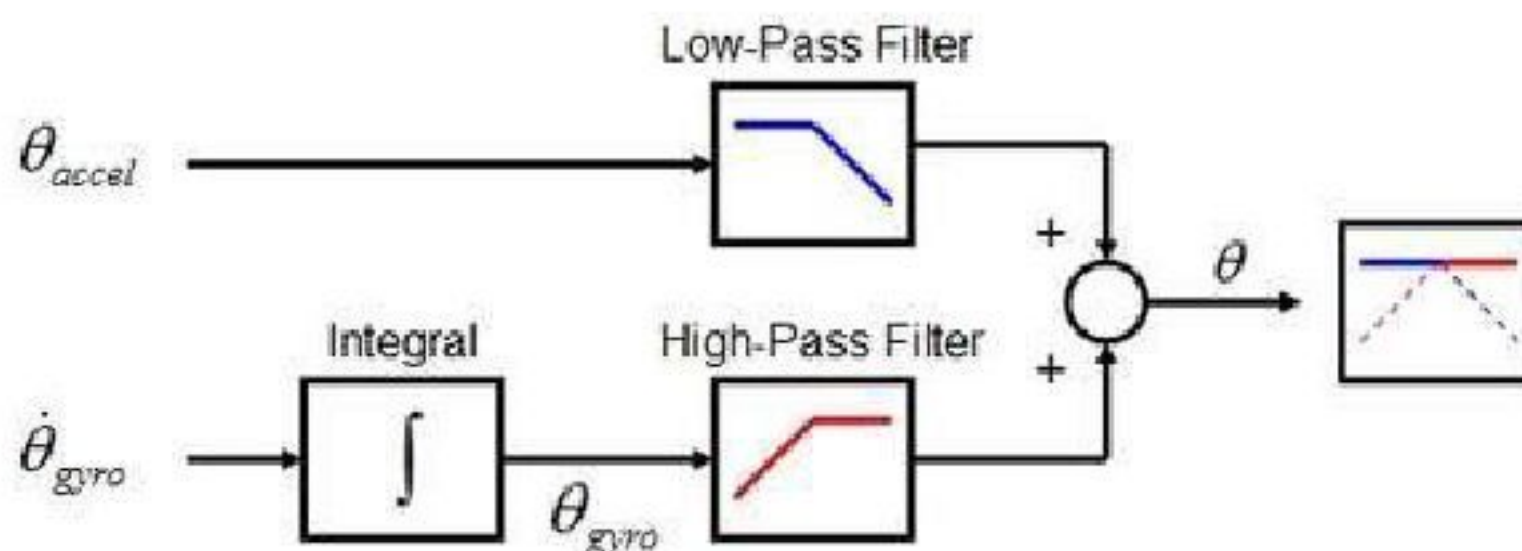 Low-Pass Filter
θ_accel
+
θ
Integral
High-Pass Filter
+
∫
θ̇_gyro
θ_gyro